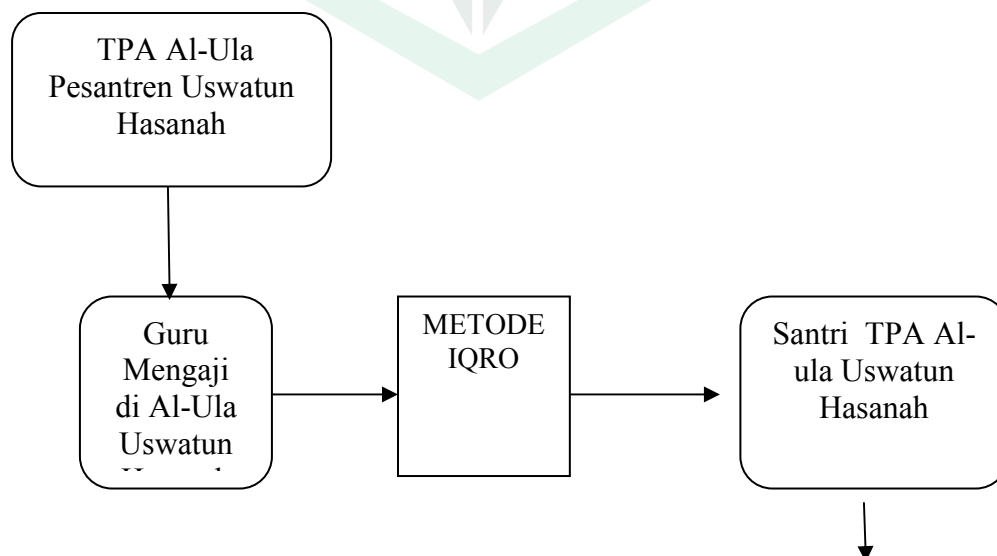 TPA Al-Ula
Pesantren Uswatun
Hasanah
Guru
Mengaji
di Al-Ula
Uswatun
METODE
IQRO
Santri TPA Al-
ula Uswatun
Hasanah